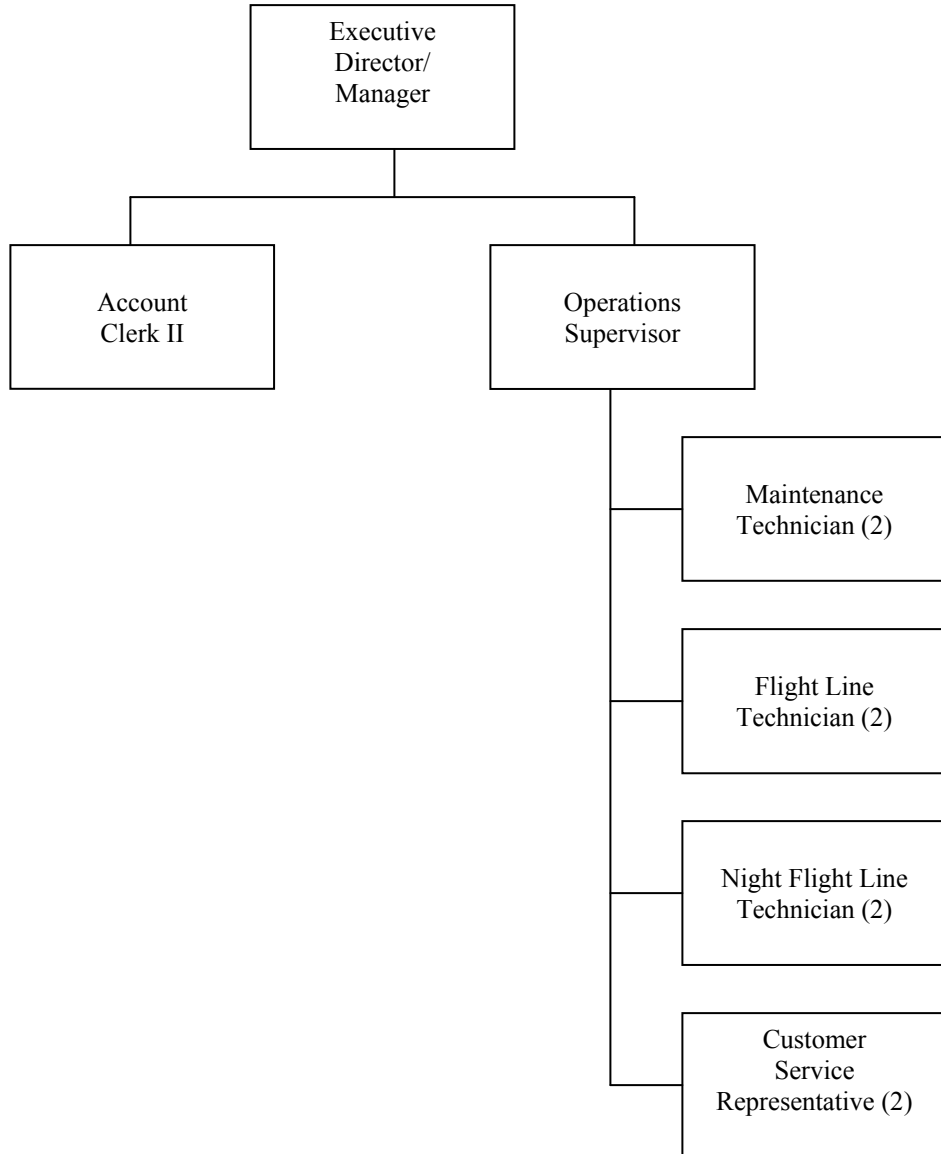 Executive
Director/
Manager
Account
Clerk II
Operations
Supervisor
Maintenance
Technician (2)
Flight Line
Technician (2)
Night Flight Line
Technician (2)
Customer
Service
Representative (2)